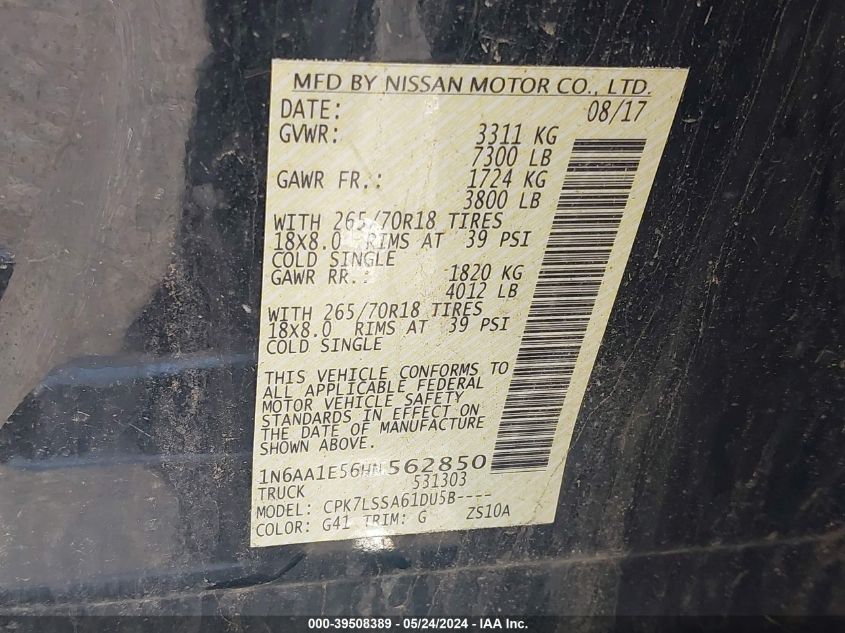 MFD BY NISSAN MOTOR CO., LTD.
DATE: 08/17
GVWR: 3311 KG
7300 LB
GAWR FR.: 1724 KG
3800 LB
WITH 265/70R18 TIRES
18X8.0 RIMS AT 39 PSI
COLD SINGLE
GAWR RR.: 1820 KG
4012 LB
WITH 265/70R18 TIRES
18X8.0 RIMS AT 39 PSI
COLD SINGLE
THIS VEHICLE CONFORMS TO
ALL APPLICABLE FEDERAL
MOTOR VEHICLE SAFETY
STANDARDS IN EFFECT ON
THE DATE OF MANUFACTURE
SHOWN ABOVE.
1N6AA1E56HN562850
TRUCK 531303
MODEL: CPK7LSSA61DU5B----
COLOR: G41 TRIM: G ZS10A
000-39508389 - 05/24/2024 - IAA Inc.